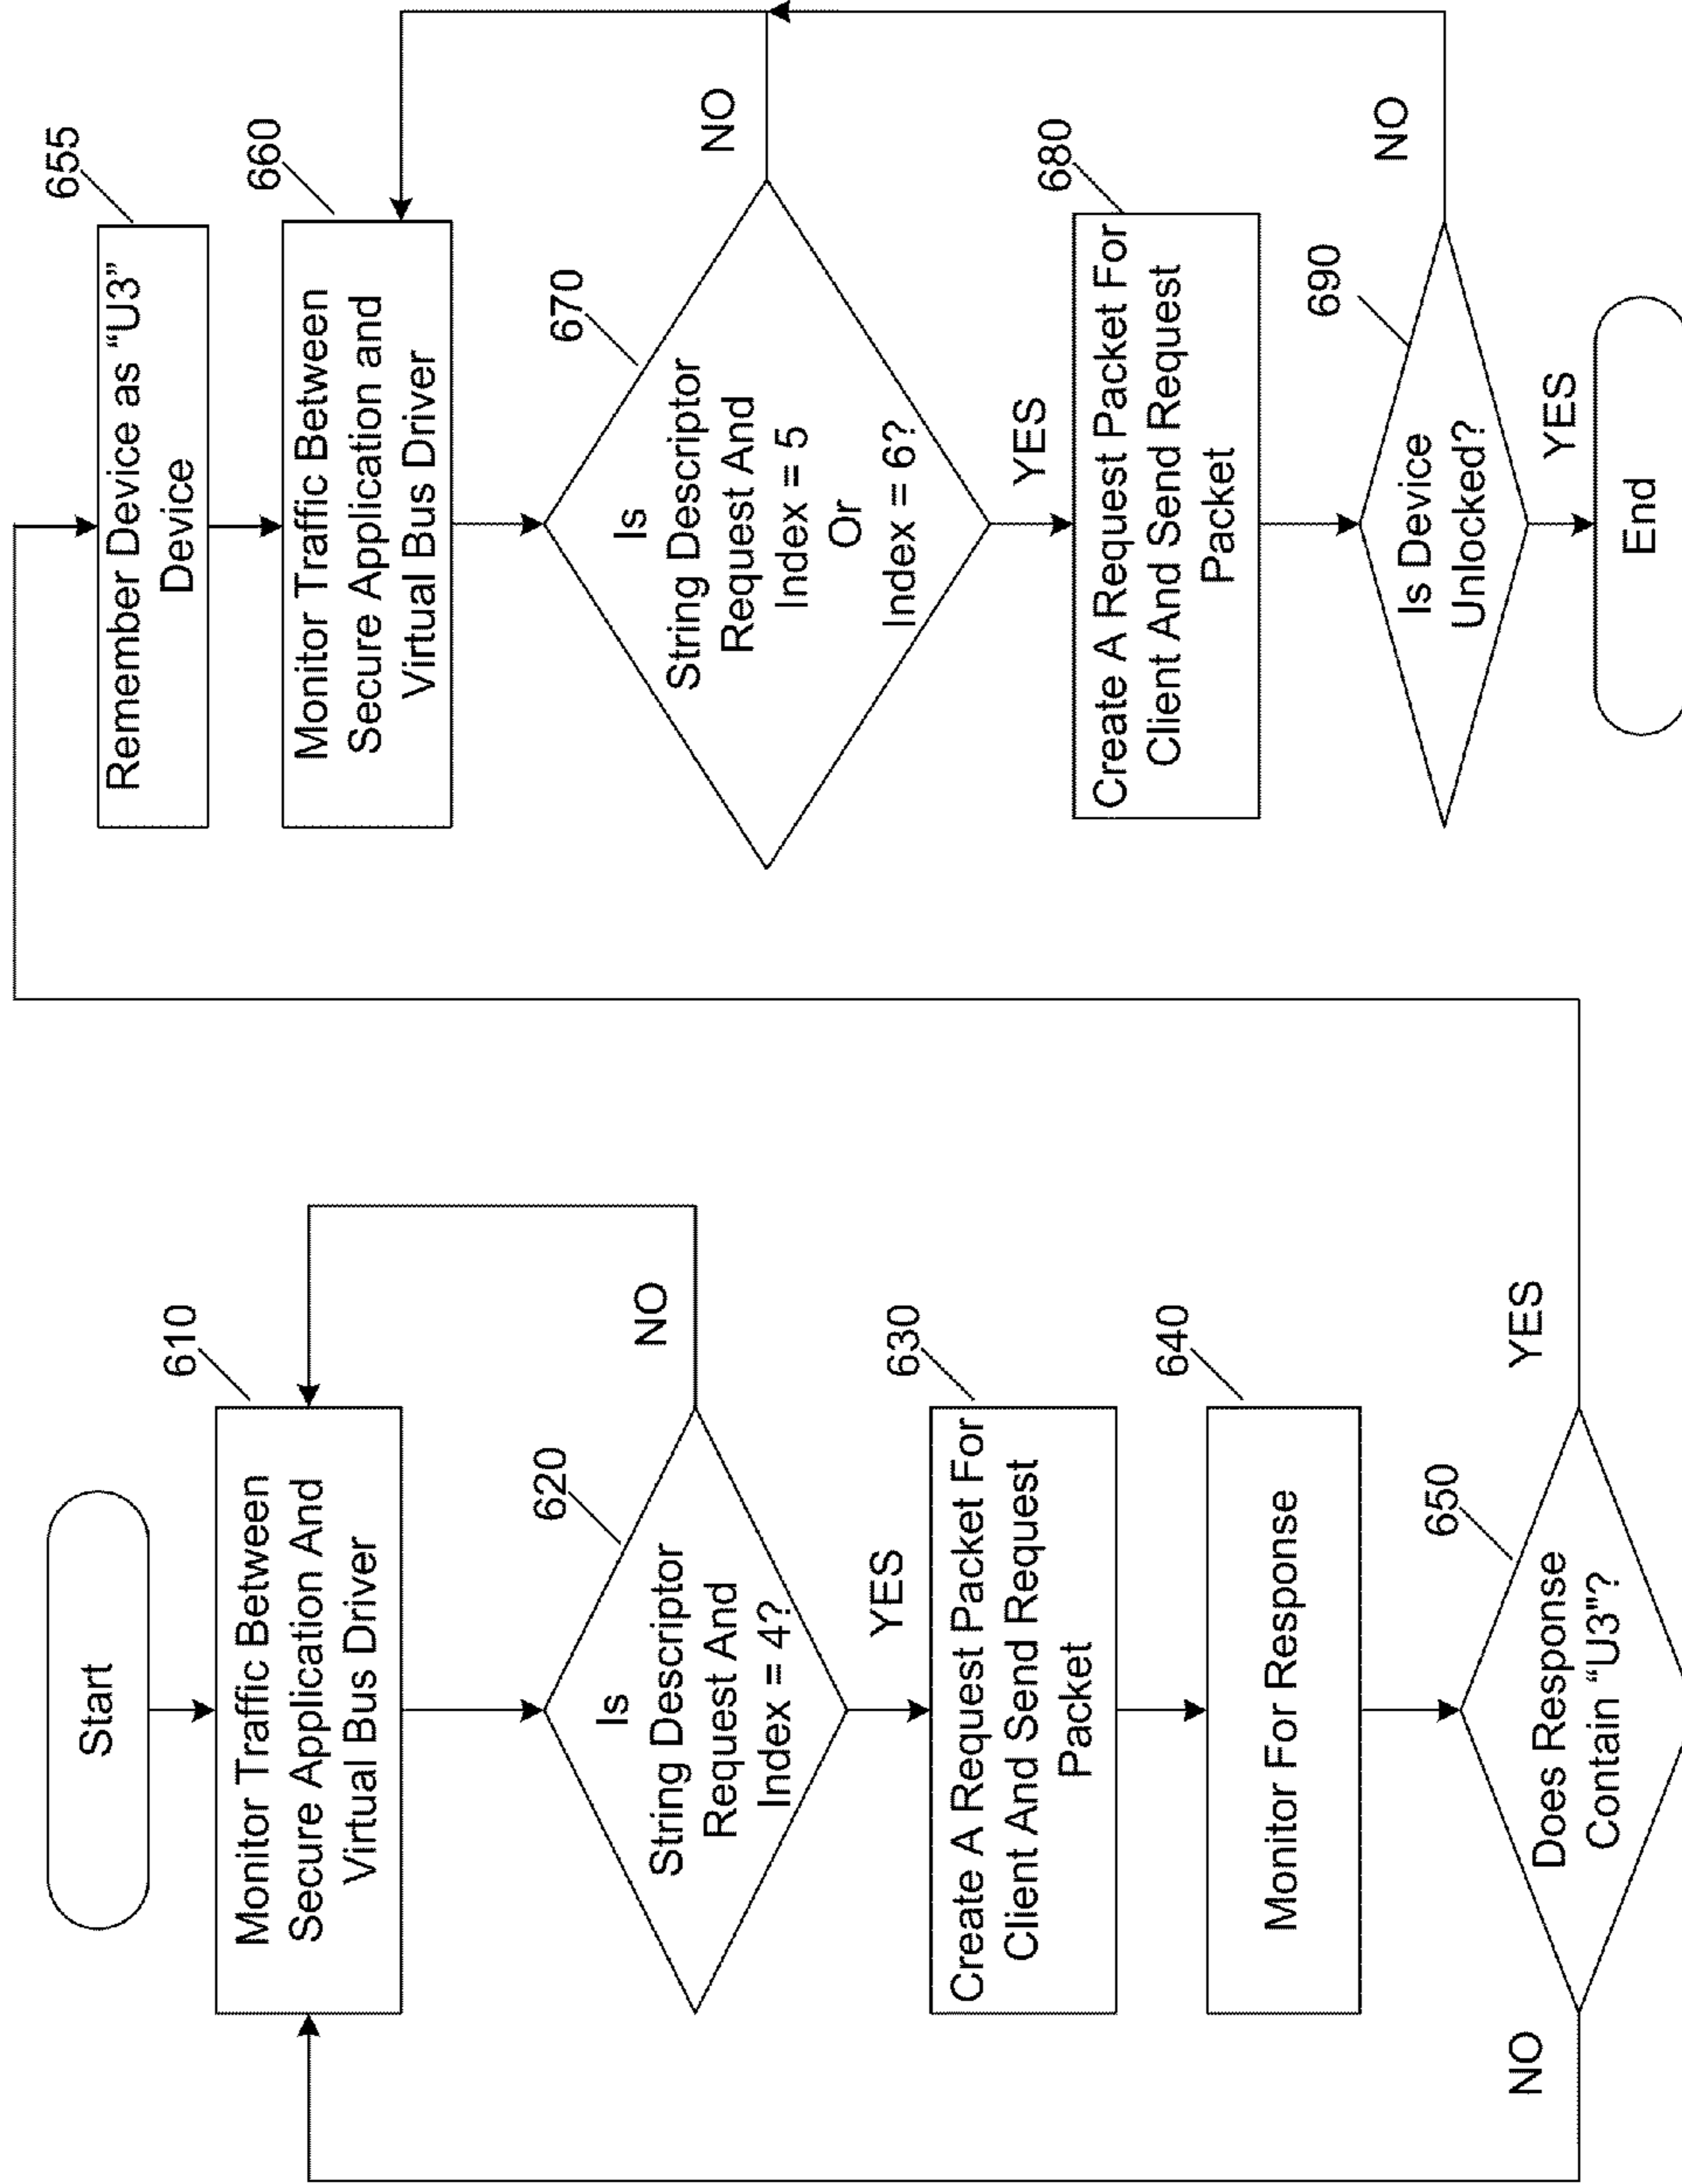 Start
610
Monitor Traffic Between
Secure Application And
Virtual Bus Driver
620
Is
String Descriptor
Request And
Index = 4?
NO
YES
630
Create A Request Packet For
Client And Send Request
Packet
640
Monitor For Response
650
Does Response
Contain “U3”?
NO
YES
655
Remember Device as “U3”
Device
660
Monitor Traffic Between
Secure Application and
Virtual Bus Driver
670
Is
String Descriptor
Request And
Index = 5
Or
Index = 6?
NO
YES
680
Create A Request Packet For
Client And Send Request
Packet
690
Is Device
Unlocked?
NO
YES
End